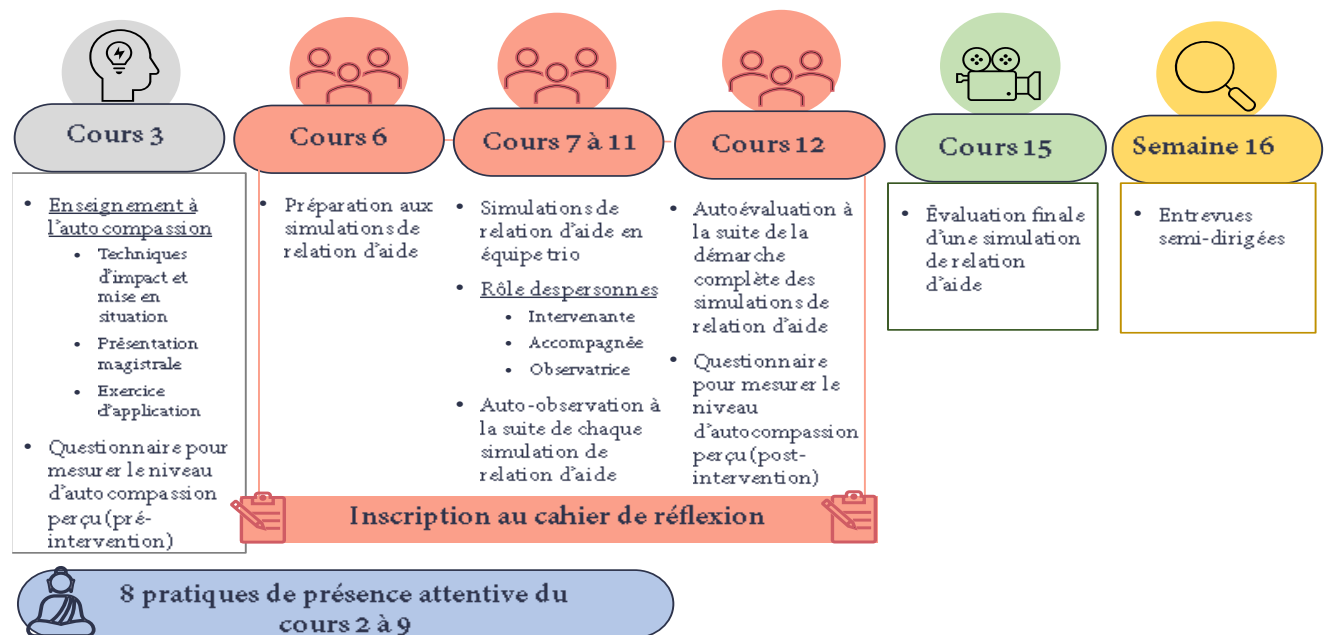 Cours 3
Enseignement à
l'auto compassion
Techniques
d'impact et
mise en
situation
Présentation
magistrale
Exercice
d'application
Questionnaire pour
mesurer le niveau
d'auto compassion
perçu (pré-
intervention)
Cours 6
Préparation aux
simulations de
relation d'aide
Cours 7 à 11
Simulations de
relation d'aide en
équipe trio
Rôle des personnes
Intervenante
Accompagnée
Observatrice
Auto-observation à
la suite de chaque
simulation de
relation d'aide
Cours 12
Autoévaluation à
la suite de la
démarche
complète des
simulations de
relation d'aide
Questionnaire
pour mesurer le
niveau
d'autocompassion
perçu (post-
intervention)
Cours 15
Évaluation finale
d'une simulation
de relation
d'aide
Semaine 16
Entrevues
semi-dirigées
Inscription au cahier de réflexion
8 pratiques de présence attentive du
cours 2 à 9